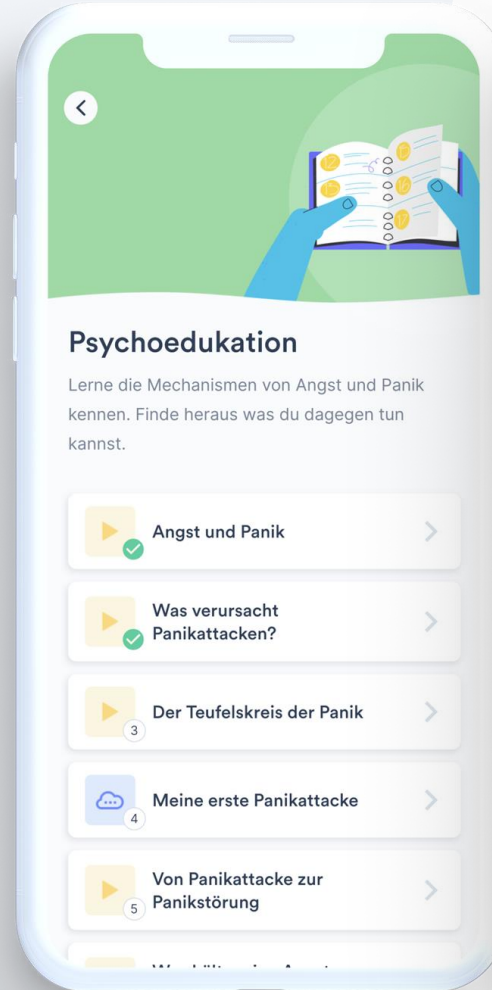 Psychoedukation
Lerne die Mechanismen von Angst und Panik
kennen. Finde heraus was du dagegen tun
kannst.
Angst und Panik
Was verursacht
Panikattacken?
Der Teufelskreis der Panik
3
Meine erste Panikattacke
4
Von Panikattacke zur
Panikstörung
5